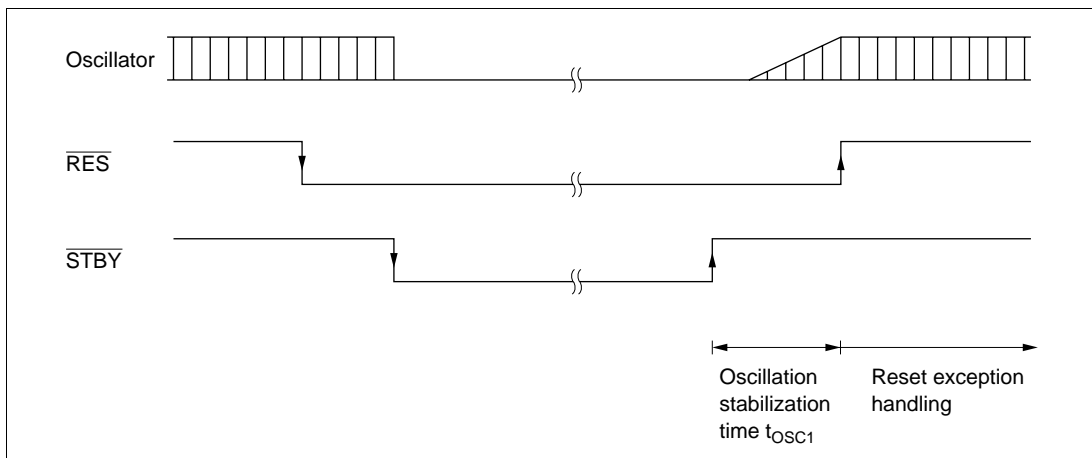 Oscillator
RES
STBY
Oscillation
stabilization
time tOSC1
Reset exception
handling